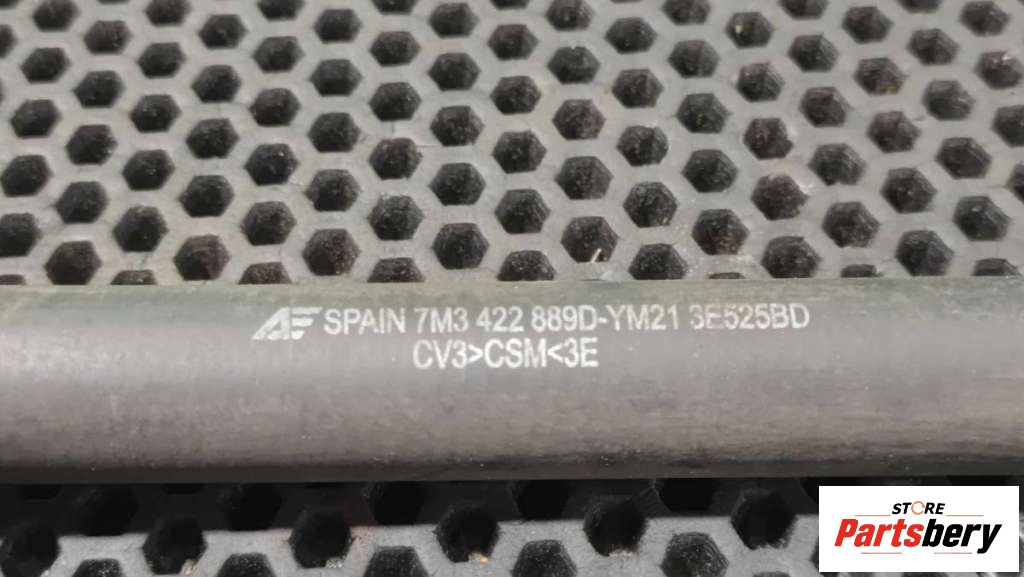 AF SPAIN 7M3 422 889D-YM21 3E525BD
CV3>CSM<3E
STORE
Partsbery